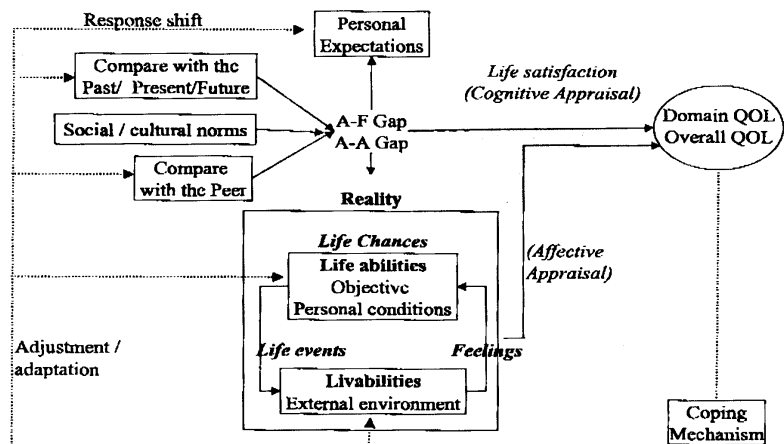 Response shift
Personal
Expectations
Compare with the
Past/ Present/Future
Social / cultural norms
Compare
with the Peer
A-F Gap
A-A Gap
Life satisfaction
(Cognitive Appraisal)
Domain QOL
Overall QOL
Reality
Life Chances
Life abilities
Objective
Personal conditions
(Affective
Appraisal)
Adjustment /
adaptation
Life events
Feelings
Livabilities
External environment
Coping
Mechanism